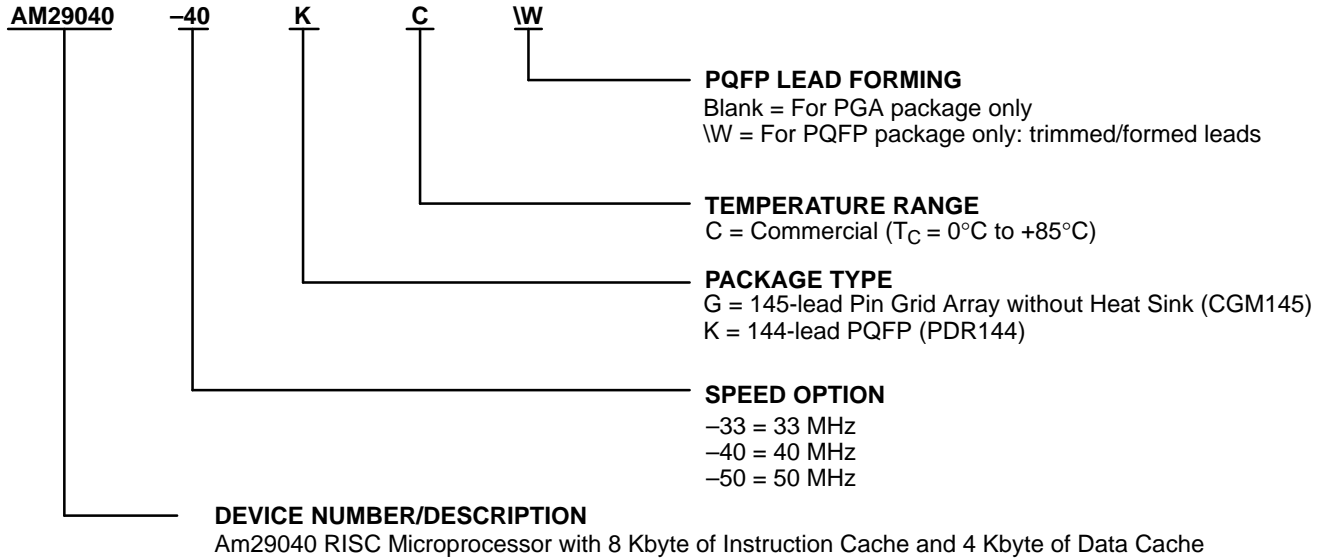 AM29040 –40 K C \W
PQFP LEAD FORMING
Blank = For PGA package only
\W = For PQFP package only: trimmed/formed leads
TEMPERATURE RANGE
C = Commercial (TC = 0°C to +85°C)
PACKAGE TYPE
G = 145-lead Pin Grid Array without Heat Sink (CGM145)
K = 144-lead PQFP (PDR144)
SPEED OPTION
–33 = 33 MHz
–40 = 40 MHz
–50 = 50 MHz
DEVICE NUMBER/DESCRIPTION
Am29040 RISC Microprocessor with 8 Kbyte of Instruction Cache and 4 Kbyte of Data Cache